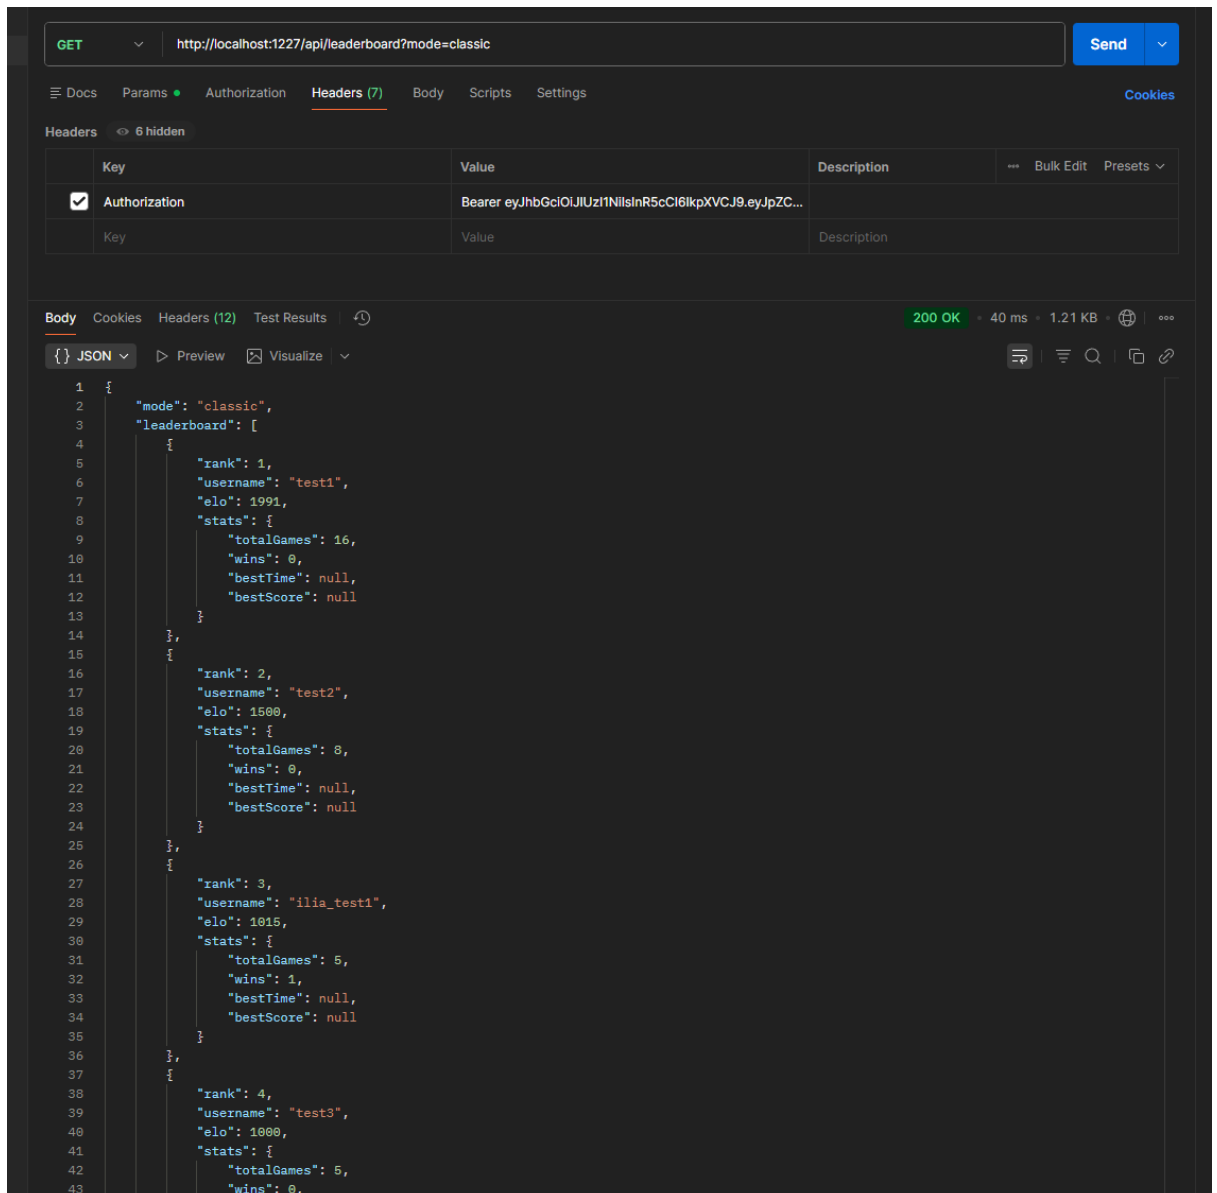 GET http://localhost:1227/api/leaderboard?mode=classic Send
Docs Params Authorization Headers (7) Body Scripts Settings Cookies
Headers 6 hidden
Key Value Description Bulk Edit Presets
Authorization Bearer eyJhbGciOiJIUzI1NiIsInR5cCI6IkpXVCJ9.eyJpZC...
Key Value Description
Body Cookies Headers (12) Test Results 200 OK 40 ms 1.21 KB
{} JSON Preview Visualize
1 {
2 "mode": "classic",
3 "leaderboard": [
4 {
5 "rank": 1,
6 "username": "test1",
7 "elo": 1991,
8 "stats": {
9 "totalGames": 16,
10 "wins": 0,
11 "bestTime": null,
12 "bestScore": null
13 }
14 },
15 {
16 "rank": 2,
17 "username": "test2",
18 "elo": 1500,
19 "stats": {
20 "totalGames": 8,
21 "wins": 0,
22 "bestTime": null,
23 "bestScore": null
24 }
25 },
26 {
27 "rank": 3,
28 "username": "ilia_test1",
29 "elo": 1015,
30 "stats": {
31 "totalGames": 5,
32 "wins": 1,
33 "bestTime": null,
34 "bestScore": null
35 }
36 },
37 {
38 "rank": 4,
39 "username": "test3",
40 "elo": 1000,
41 "stats": {
42 "totalGames": 5,
43 "wins": 0,